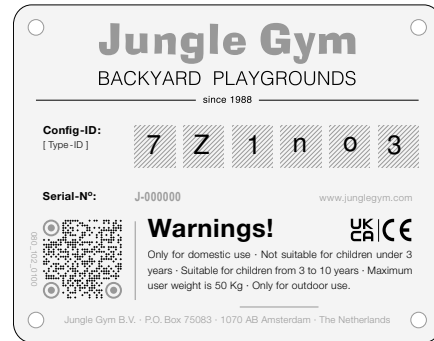 Jungle Gym
BACKYARD PLAYGROUNDS
since 1988
Config-ID:
[ Type-ID ]
7 Z 1 n o 3
Serial-Nº:
J-000000
www.junglegym.com
080_102_0100
Warnings!
UK CA CE
Only for domestic use · Not suitable for children under 3
years · Suitable for children from 3 to 10 years · Maximum
user weight is 50 Kg · Only for outdoor use.
Jungle Gym B.V. · P.O. Box 75083 · 1070 AB Amsterdam · The Netherlands